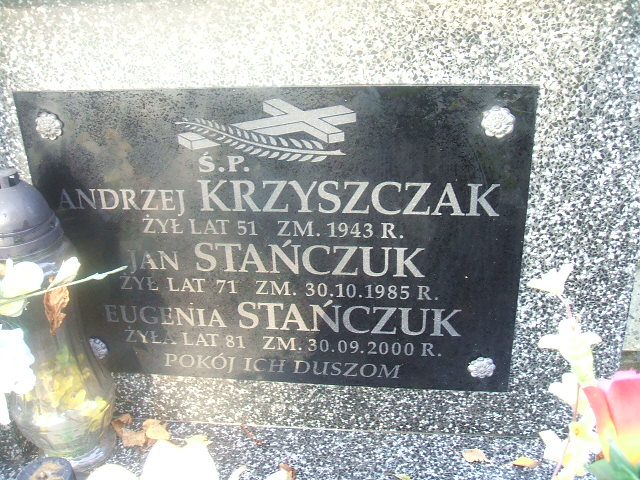 Ś.P.
ANDRZEJ KRZYSZCZAK
ŻYŁ LAT 51 ZM. 1943 R.
JAN STAŃCZUK
ŻYŁ LAT 71 ZM. 30.10.1985 R.
EUGENIA STAŃCZUK
ŻYŁA LAT 81 ZM. 30.09.2000 R.
POKÓJ ICH DUSZOM